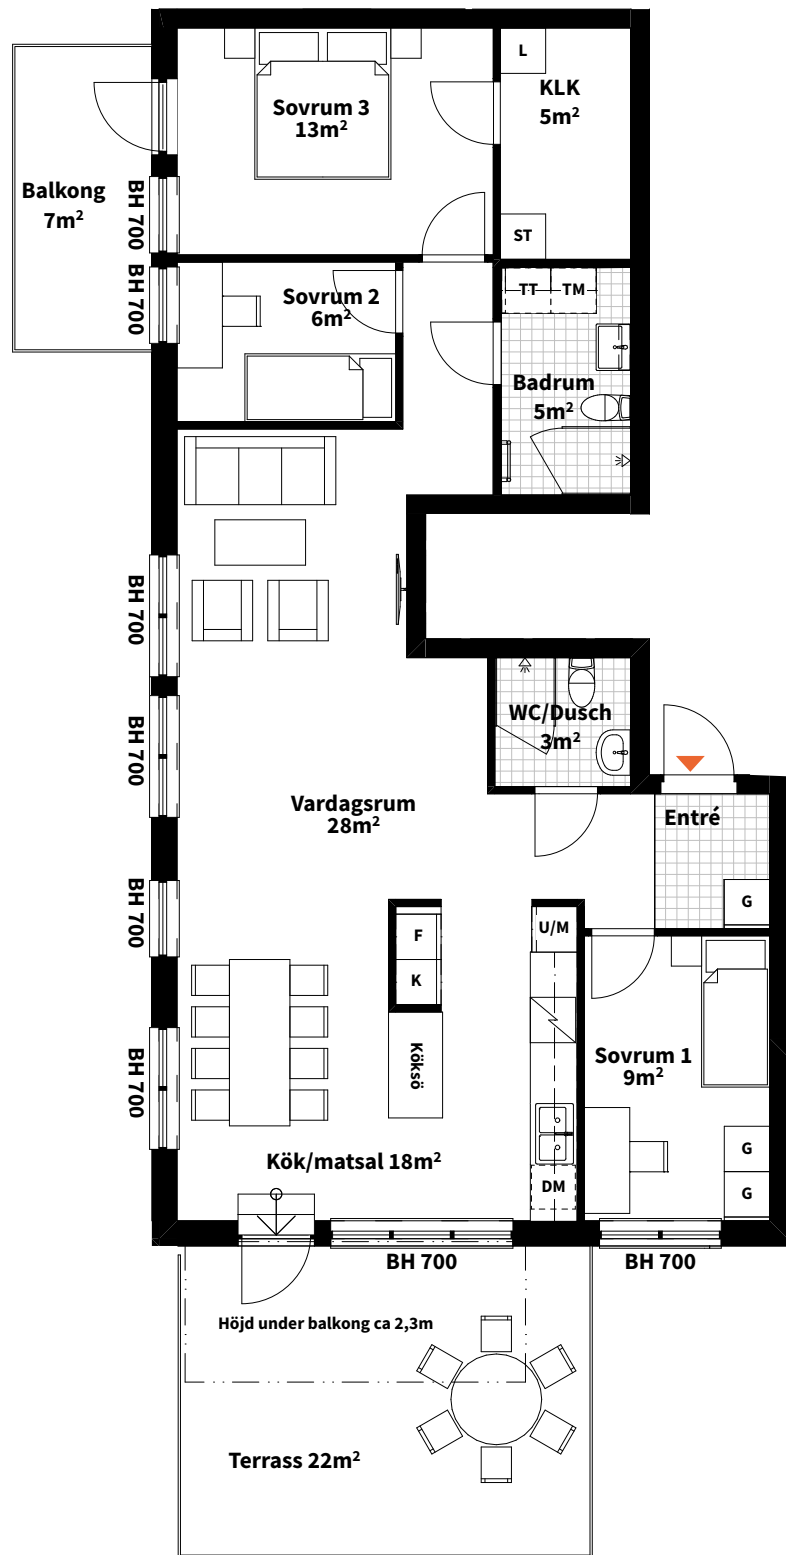 L
KLK
5m²
Sovrum 3
13m²
Balkong
7m²
BH 700
ST
BH 700
Sovrum 2
6m²
TT
TM
Badrum
5m²
BH 700
WC/Dusch
3m²
BH 700
Vardagsrum
28m²
Entré
G
BH 700
F
U/M
K
Köksö
Sovrum 1
9m²
BH 700
G
Kök/matsal 18m²
DM
G
BH 700
BH 700
Höjd under balkong ca 2,3m
Terrass 22m²